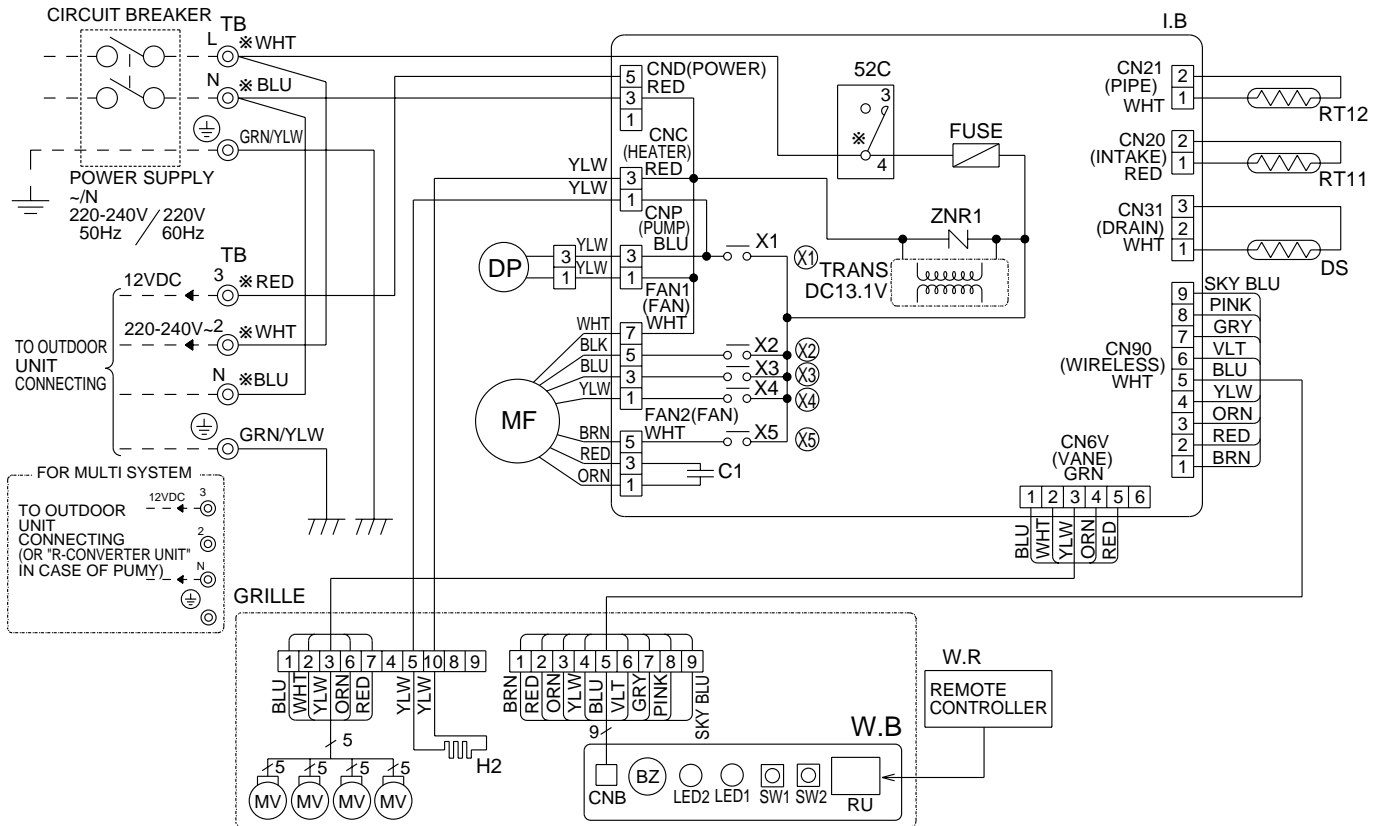 CIRCUIT BREAKER
TB
L
※WHT
N
※BLU
GRN/YLW
POWER SUPPLY
~/N
220-240V / 220V
50Hz 60Hz
TB
12VDC
3
※RED
220-240V~
2
※WHT
TO OUTDOOR
UNIT
CONNECTING
N
※BLU
GRN/YLW
FOR MULTI SYSTEM
12VDC
3
TO OUTDOOR
UNIT
CONNECTING
(OR "R-CONVERTER UNIT"
IN CASE OF PUMY)
2
N
I.B
5
3
1
CND(POWER)
RED
CNC
(HEATER)
RED
YLW
YLW
3
1
CNP
(PUMP)
BLU
DP
3
1
YLW
YLW
3
1
X1
X1
FAN1
(FAN)
WHT
MF
WHT
BLK
BLU
YLW
7
5
3
1
X2
X2
X3
X3
X4
X4
FAN2(FAN)
WHT
BRN
RED
ORN
5
3
1
X5
X5
C1
52C
3
※
4
FUSE
ZNR1
TRANS
DC13.1V
CN21
(PIPE)
WHT
2
1
RT12
CN20
(INTAKE)
RED
2
1
RT11
CN31
(DRAIN)
WHT
3
2
1
DS
CN90
(WIRELESS)
WHT
9 SKY BLU
8 PINK
7 GRY
6 VLT
5 BLU
4 YLW
3 ORN
2 RED
1 BRN
CN6V
(VANE)
GRN
1 2 3 4 5 6
BLU
WHT
YLW
ORN
RED
GRILLE
1 2 3 6 7 4 5 10 8 9
BLU
WHT
YLW
ORN
RED
YLW
YLW
5
5 5 5 5
MV MV MV MV
H2
1 2 3 4 5 6 7 8 9
BRN
RED
ORN
YLW
BLU
VLT
GRY
PINK
SKY BLU
9
W.B
CNB
BZ
LED2
LED1
SW1
SW2
RU
W.R
REMOTE
CONTROLLER